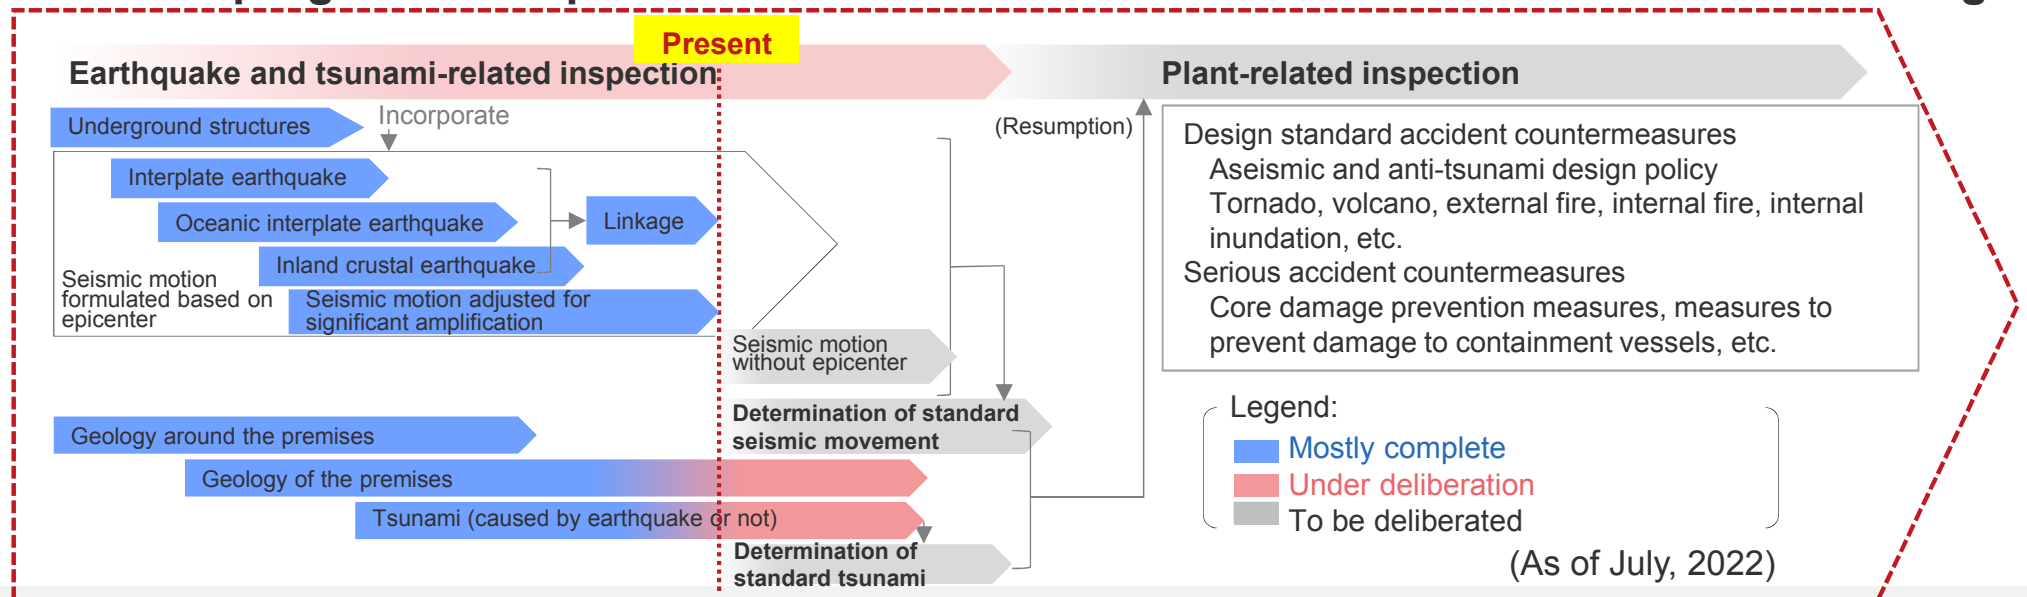 Present
Earthquake and tsunami-related inspection
Plant-related inspection
Underground structures
Incorporate
(Resumption)
Interplate earthquake
Oceanic interplate earthquake
Linkage
Inland crustal earthquake
Seismic motion
formulated based on
epicenter
Seismic motion adjusted for
significant amplification
Seismic motion
without epicenter
Determination of standard
seismic movement
Geology around the premises
Geology of the premises
Tsunami (caused by earthquake or not)
Determination of
standard tsunami
Design standard accident countermeasures
Aseismic and anti-tsunami design policy
Tornado, volcano, external fire, internal fire, internal
inundation, etc.
Serious accident countermeasures
Core damage prevention measures, measures to
prevent damage to containment vessels, etc.
Legend:
Mostly complete
Under deliberation
To be deliberated
(As of July, 2022)